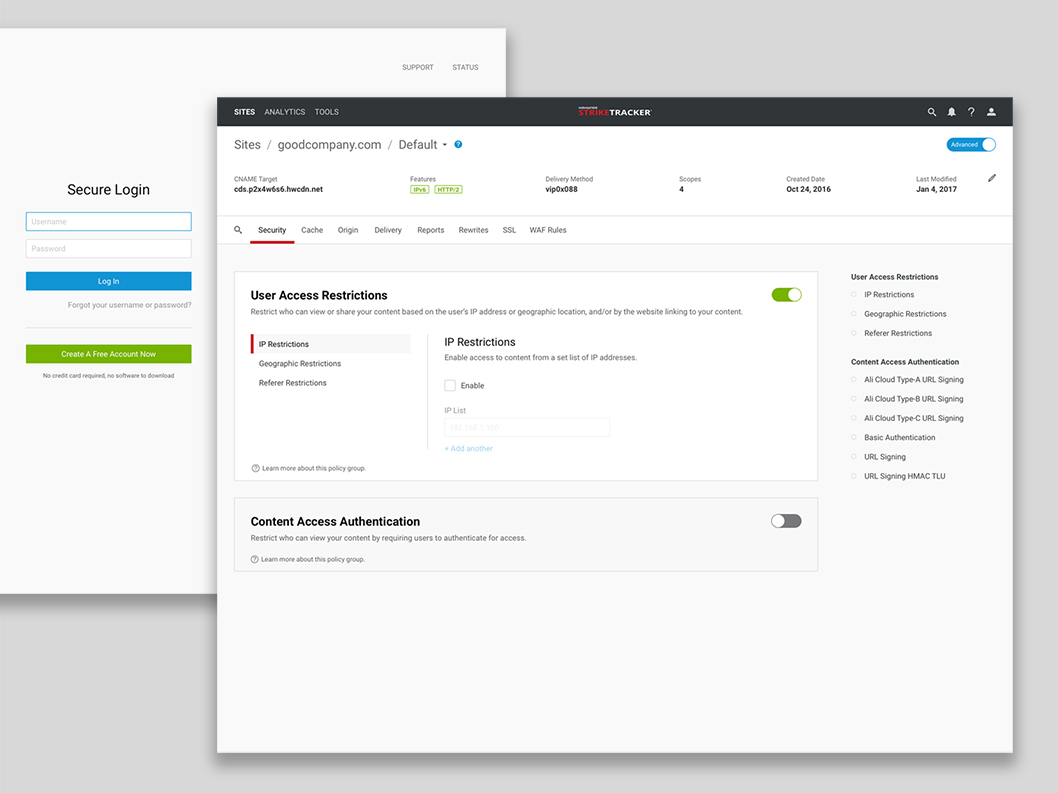 SUPPORT STATUS
Secure Login
Username
Password
Log In
Forgot your username or password?
Create A Free Account Now
No credit card required, no software to download
SITES ANALYTICS TOOLS
STRIKETRACKER
Sites / goodcompany.com / Default
Advanced
CNAME Target
cds.p2x4w6s6.hwcdn.net
Features
IPv6 HTTP/2
Delivery Method
vip0x088
Scopes
4
Created Date
Oct 24, 2016
Last Modified
Jan 4, 2017
Security Cache Origin Delivery Reports Rewrites SSL WAF Rules
User Access Restrictions
Restrict who can view or share your content based on the user's IP address or geographic location, and/or by the website linking to your content.
IP Restrictions
Geographic Restrictions
Referer Restrictions
IP Restrictions
Enable access to content from a set list of IP addresses.
Enable
IP List
192.168.1.100
+ Add another
Learn more about this policy group.
Content Access Authentication
Restrict who can view your content by requiring users to authenticate for access.
Learn more about this policy group.
User Access Restrictions
IP Restrictions
Geographic Restrictions
Referer Restrictions
Content Access Authentication
Ali Cloud Type-A URL Signing
Ali Cloud Type-B URL Signing
Ali Cloud Type-C URL Signing
Basic Authentication
URL Signing
URL Signing HMAC TLU